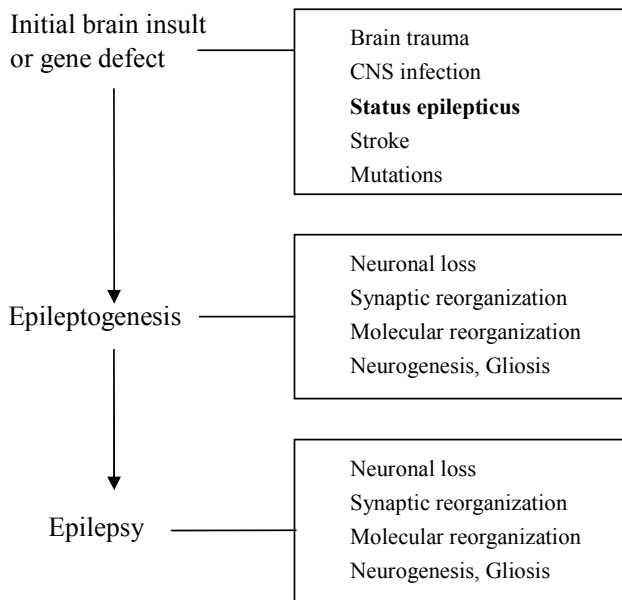 Initial brain insult
or gene defect
Brain trauma
CNS infection
Status epilepticus
Stroke
Mutations
Epileptogenesis
Neuronal loss
Synaptic reorganization
Molecular reorganization
Neurogenesis, Gliosis
Epilepsy
Neuronal loss
Synaptic reorganization
Molecular reorganization
Neurogenesis, Gliosis